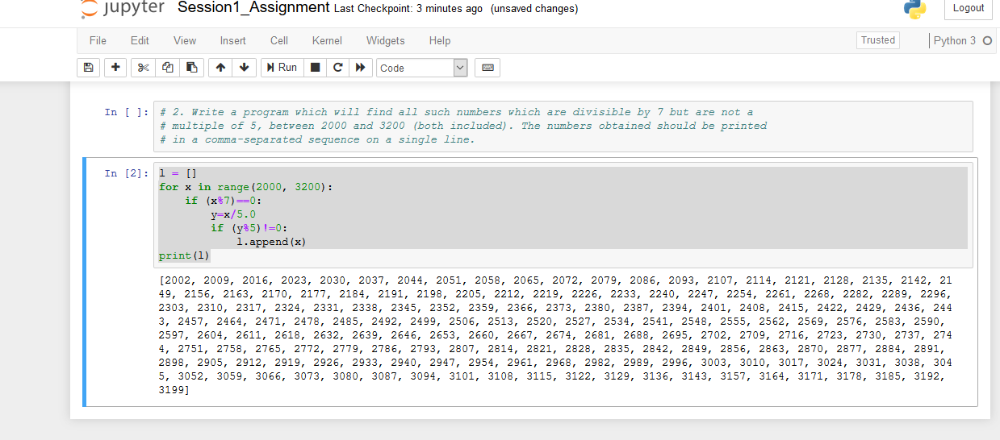 jupyter Session1_Assignment Last Checkpoint: 3 minutes ago (unsaved changes) Logout
File Edit View Insert Cell Kernel Widgets Help Trusted Python 3
Run Code
In [ ]: # 2. Write a program which will find all such numbers which are divisible by 7 but are not a
# multiple of 5, between 2000 and 3200 (both included). The numbers obtained should be printed
# in a comma-separated sequence on a single line.
In [2]: l = []
for x in range(2000, 3200):
    if (x%7)==0:
        y=x/5.0
        if (y%5)!=0:
            l.append(x)
print(l)
[2002, 2009, 2016, 2023, 2030, 2037, 2044, 2051, 2058, 2065, 2072, 2079, 2086, 2093, 2107, 2114, 2121, 2128, 2135, 2142, 21
49, 2156, 2163, 2170, 2177, 2184, 2191, 2198, 2205, 2212, 2219, 2226, 2233, 2240, 2247, 2254, 2261, 2268, 2282, 2289, 2296,
2303, 2310, 2317, 2324, 2331, 2338, 2345, 2352, 2359, 2366, 2373, 2380, 2387, 2394, 2401, 2408, 2415, 2422, 2429, 2436, 244
3, 2457, 2464, 2471, 2478, 2485, 2492, 2499, 2506, 2513, 2520, 2527, 2534, 2541, 2548, 2555, 2562, 2569, 2576, 2583, 2590,
2597, 2604, 2611, 2618, 2632, 2639, 2646, 2653, 2660, 2667, 2674, 2681, 2688, 2695, 2702, 2709, 2716, 2723, 2730, 2737, 274
4, 2751, 2758, 2765, 2772, 2779, 2786, 2793, 2807, 2814, 2821, 2828, 2835, 2842, 2849, 2856, 2863, 2870, 2877, 2884, 2891,
2898, 2905, 2912, 2919, 2926, 2933, 2940, 2947, 2954, 2961, 2968, 2982, 2989, 2996, 3003, 3010, 3017, 3024, 3031, 3038, 304
5, 3052, 3059, 3066, 3073, 3080, 3087, 3094, 3101, 3108, 3115, 3122, 3129, 3136, 3143, 3157, 3164, 3171, 3178, 3185, 3192,
3199]